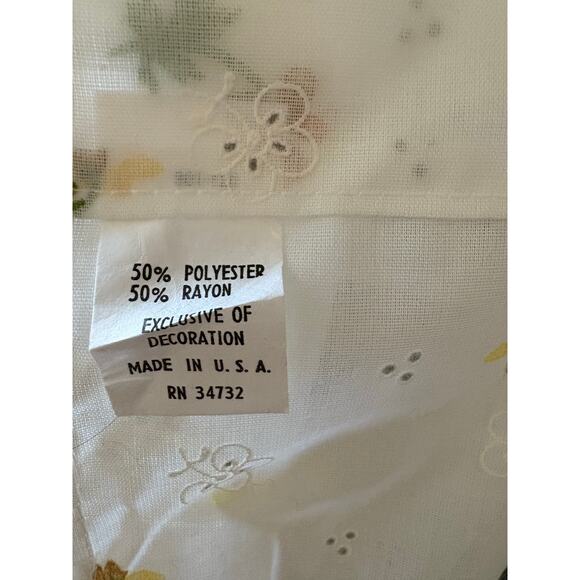 50% POLYESTER
50% RAYON
EXCLUSIVE OF
DECORATION
MADE IN U. S. A.
RN 34732